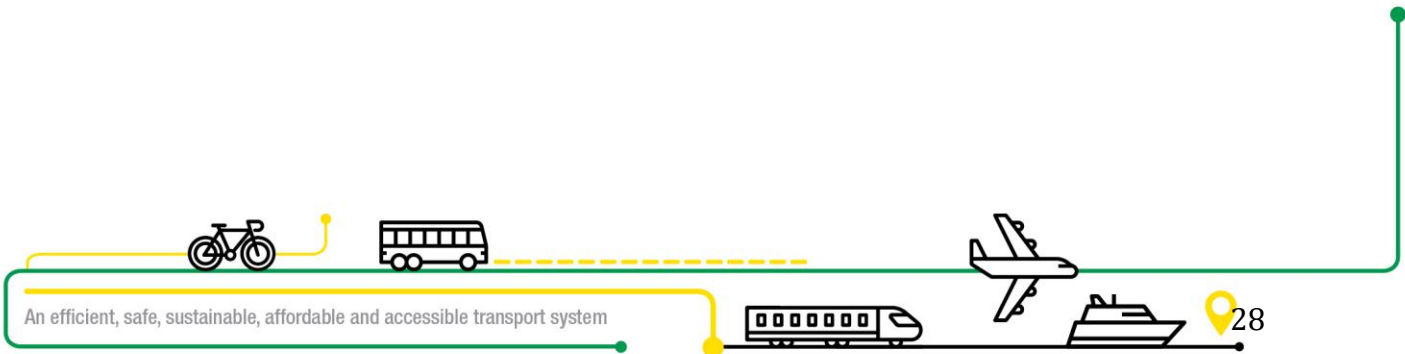 An efficient, safe, sustainable, affordable and accessible transport system
28